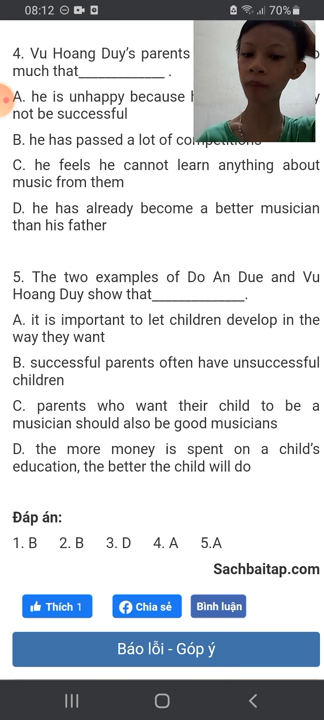 08:12 70%
4. Vu Hoang Duy's parents
much that______________ .
A. he is unhappy because
not be successful
B. he has passed a lot of
C. he feels he cannot learn anything about
music from them
D. he has already become a better musician
than his father
5. The two examples of Do An Due and Vu
Hoang Duy show that_______________.
A. it is important to let children develop in the
way they want
B. successful parents often have unsuccessful
children
C. parents who want their child to be a
musician should also be good musicians
D. the more money is spent on a child's
education, the better the child will do
Đáp án:
1. B 2. B 3. D 4. A 5.A
Sachbaitap.com
Thích 1 Chia sẻ Bình luận
Báo lỗi - Góp ý